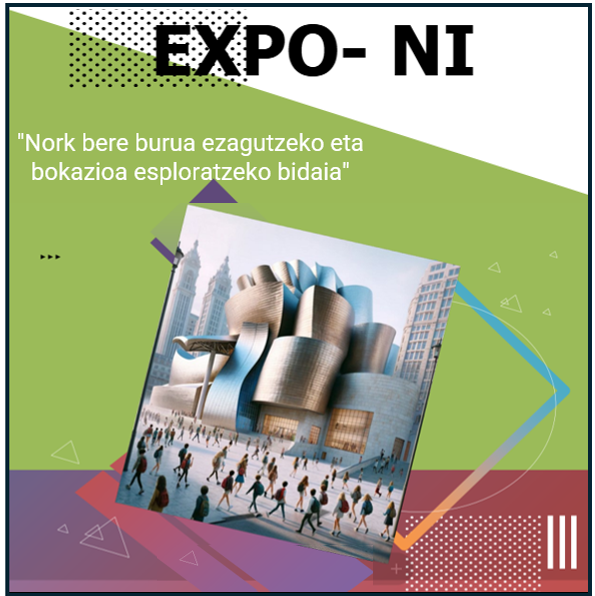 EXPO- NI
"Nork bere burua ezagutzeko eta
bokazioa esploratzeko bidaia"